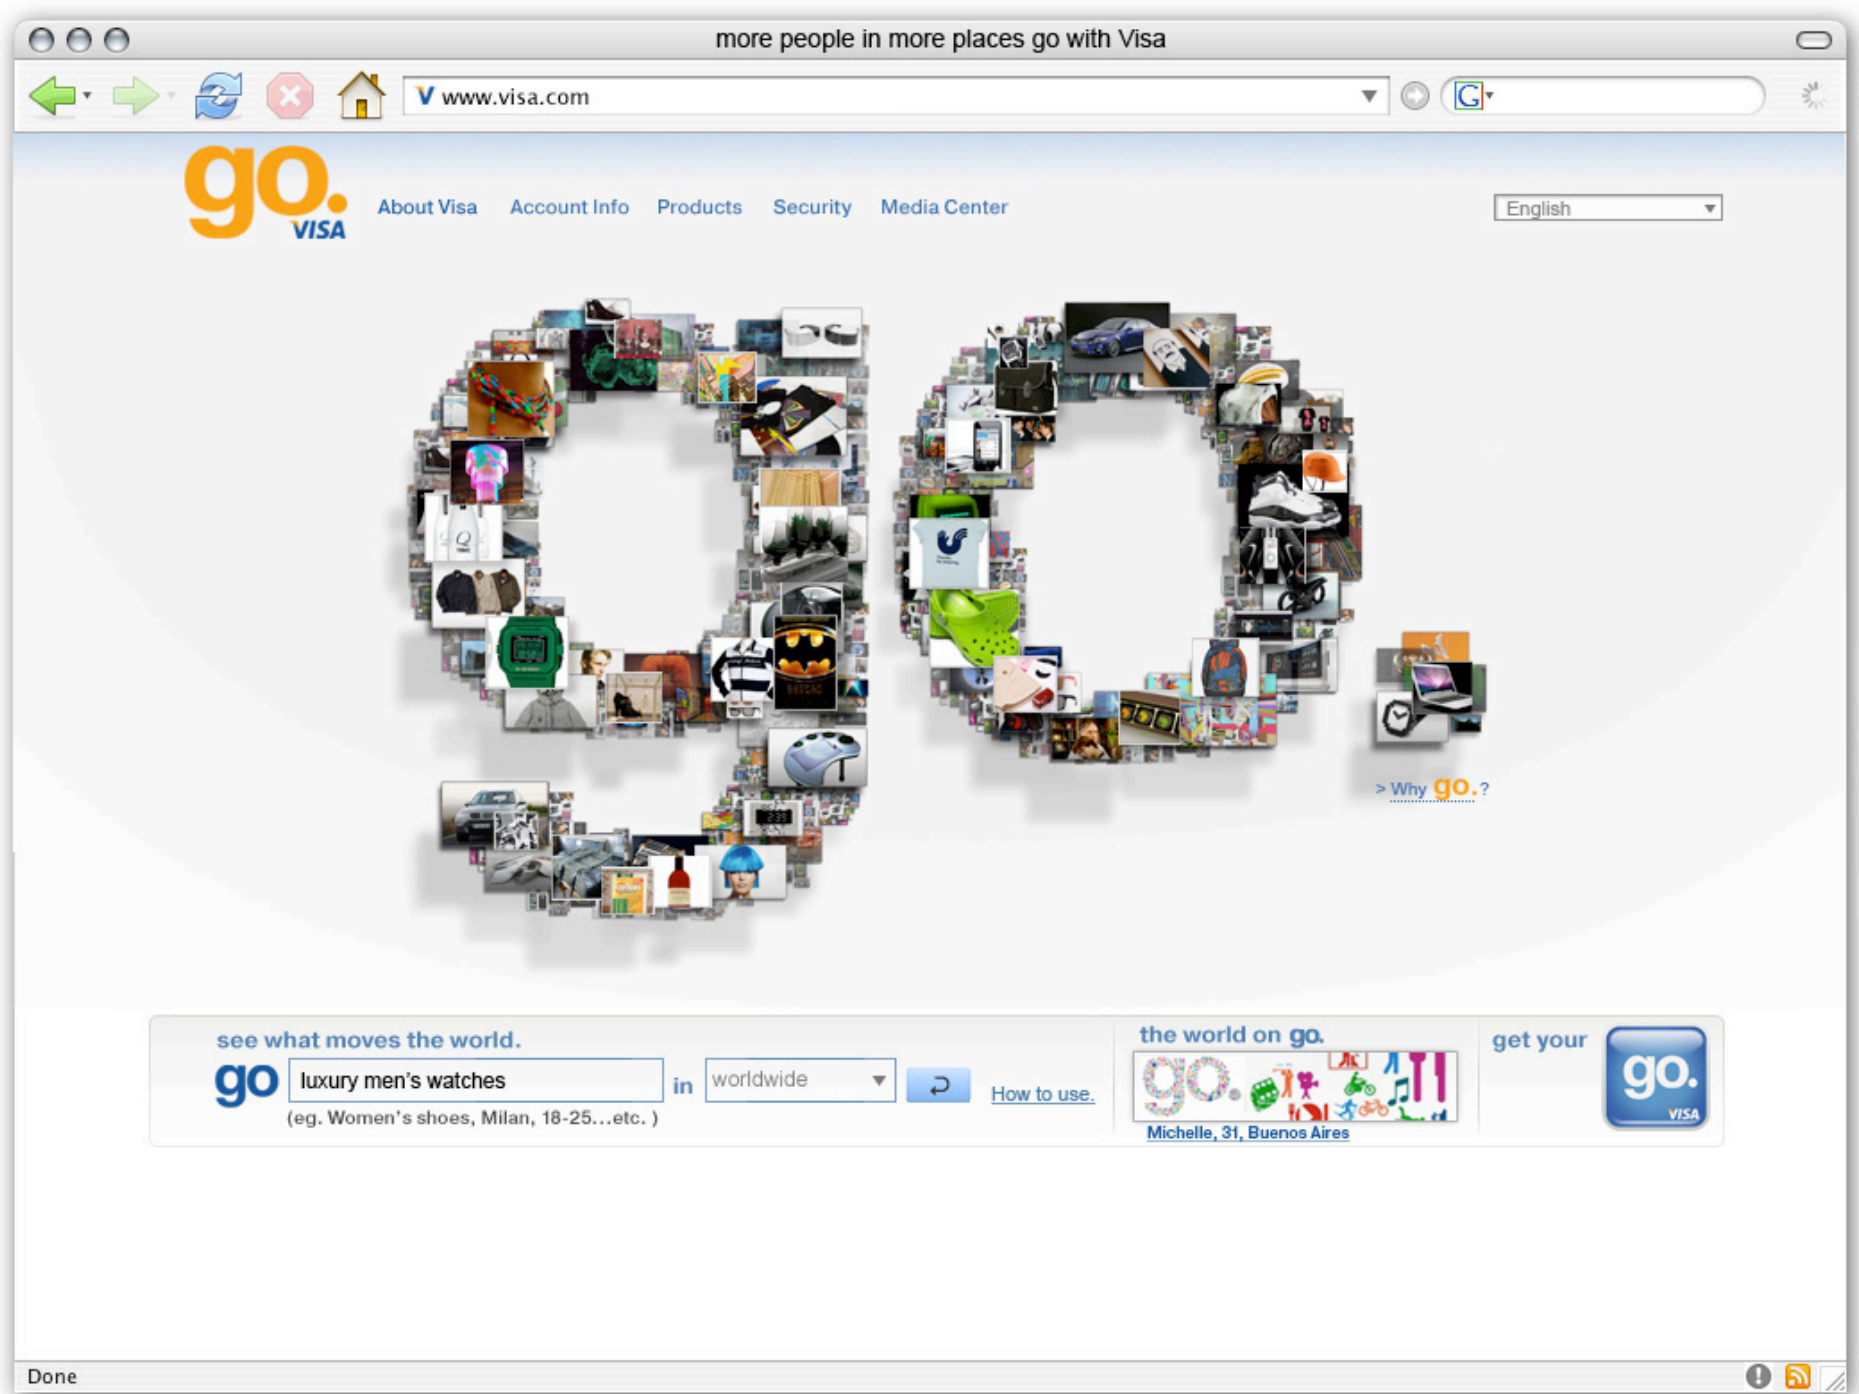 more people in more places go with Visa
www.visa.com
go.
VISA
About Visa
Account Info
Products
Security
Media Center
English
go.
> Why go.?
see what moves the world.
go
luxury men's watches
in
worldwide
How to use.
(eg. Women's shoes, Milan, 18-25...etc. )
the world on go.
go.
Michelle, 31, Buenos Aires
get your
go.
VISA
Done